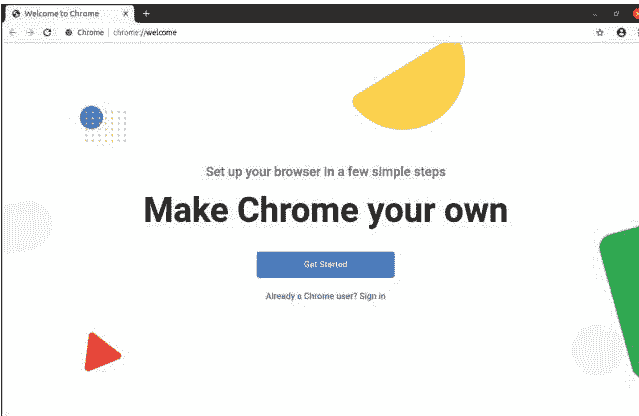 Welcome to Chrome
Chrome | chrome://welcome
Set up your browser in a few simple steps
Make Chrome your own
Get Started
Already a Chrome user? Sign in